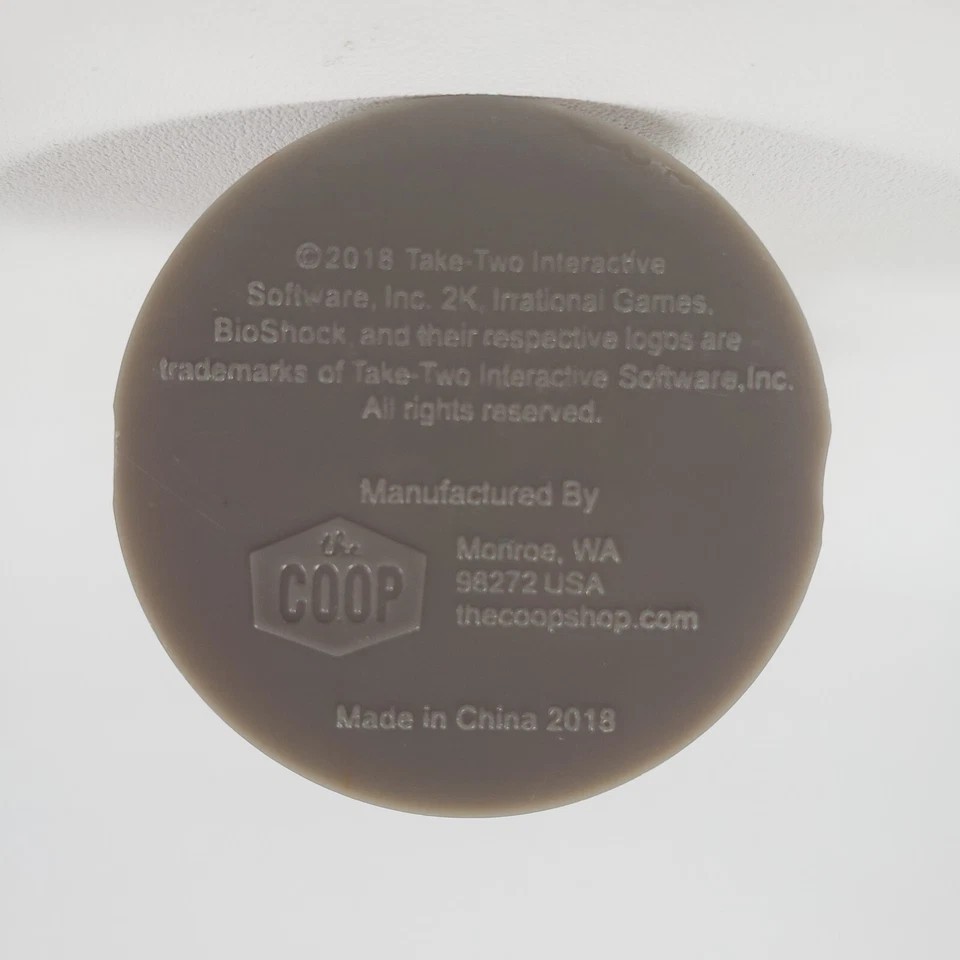 ©2018 Take-Two Interactive
Software, Inc. 2K, Irrational Games,
BioShock, and their respective logos are
trademarks of Take-Two Interactive Software,Inc.
All rights reserved.
Manufactured By
the
COOP
Monroe, WA
98272 USA
thecoopshop.com
Made in China 2018